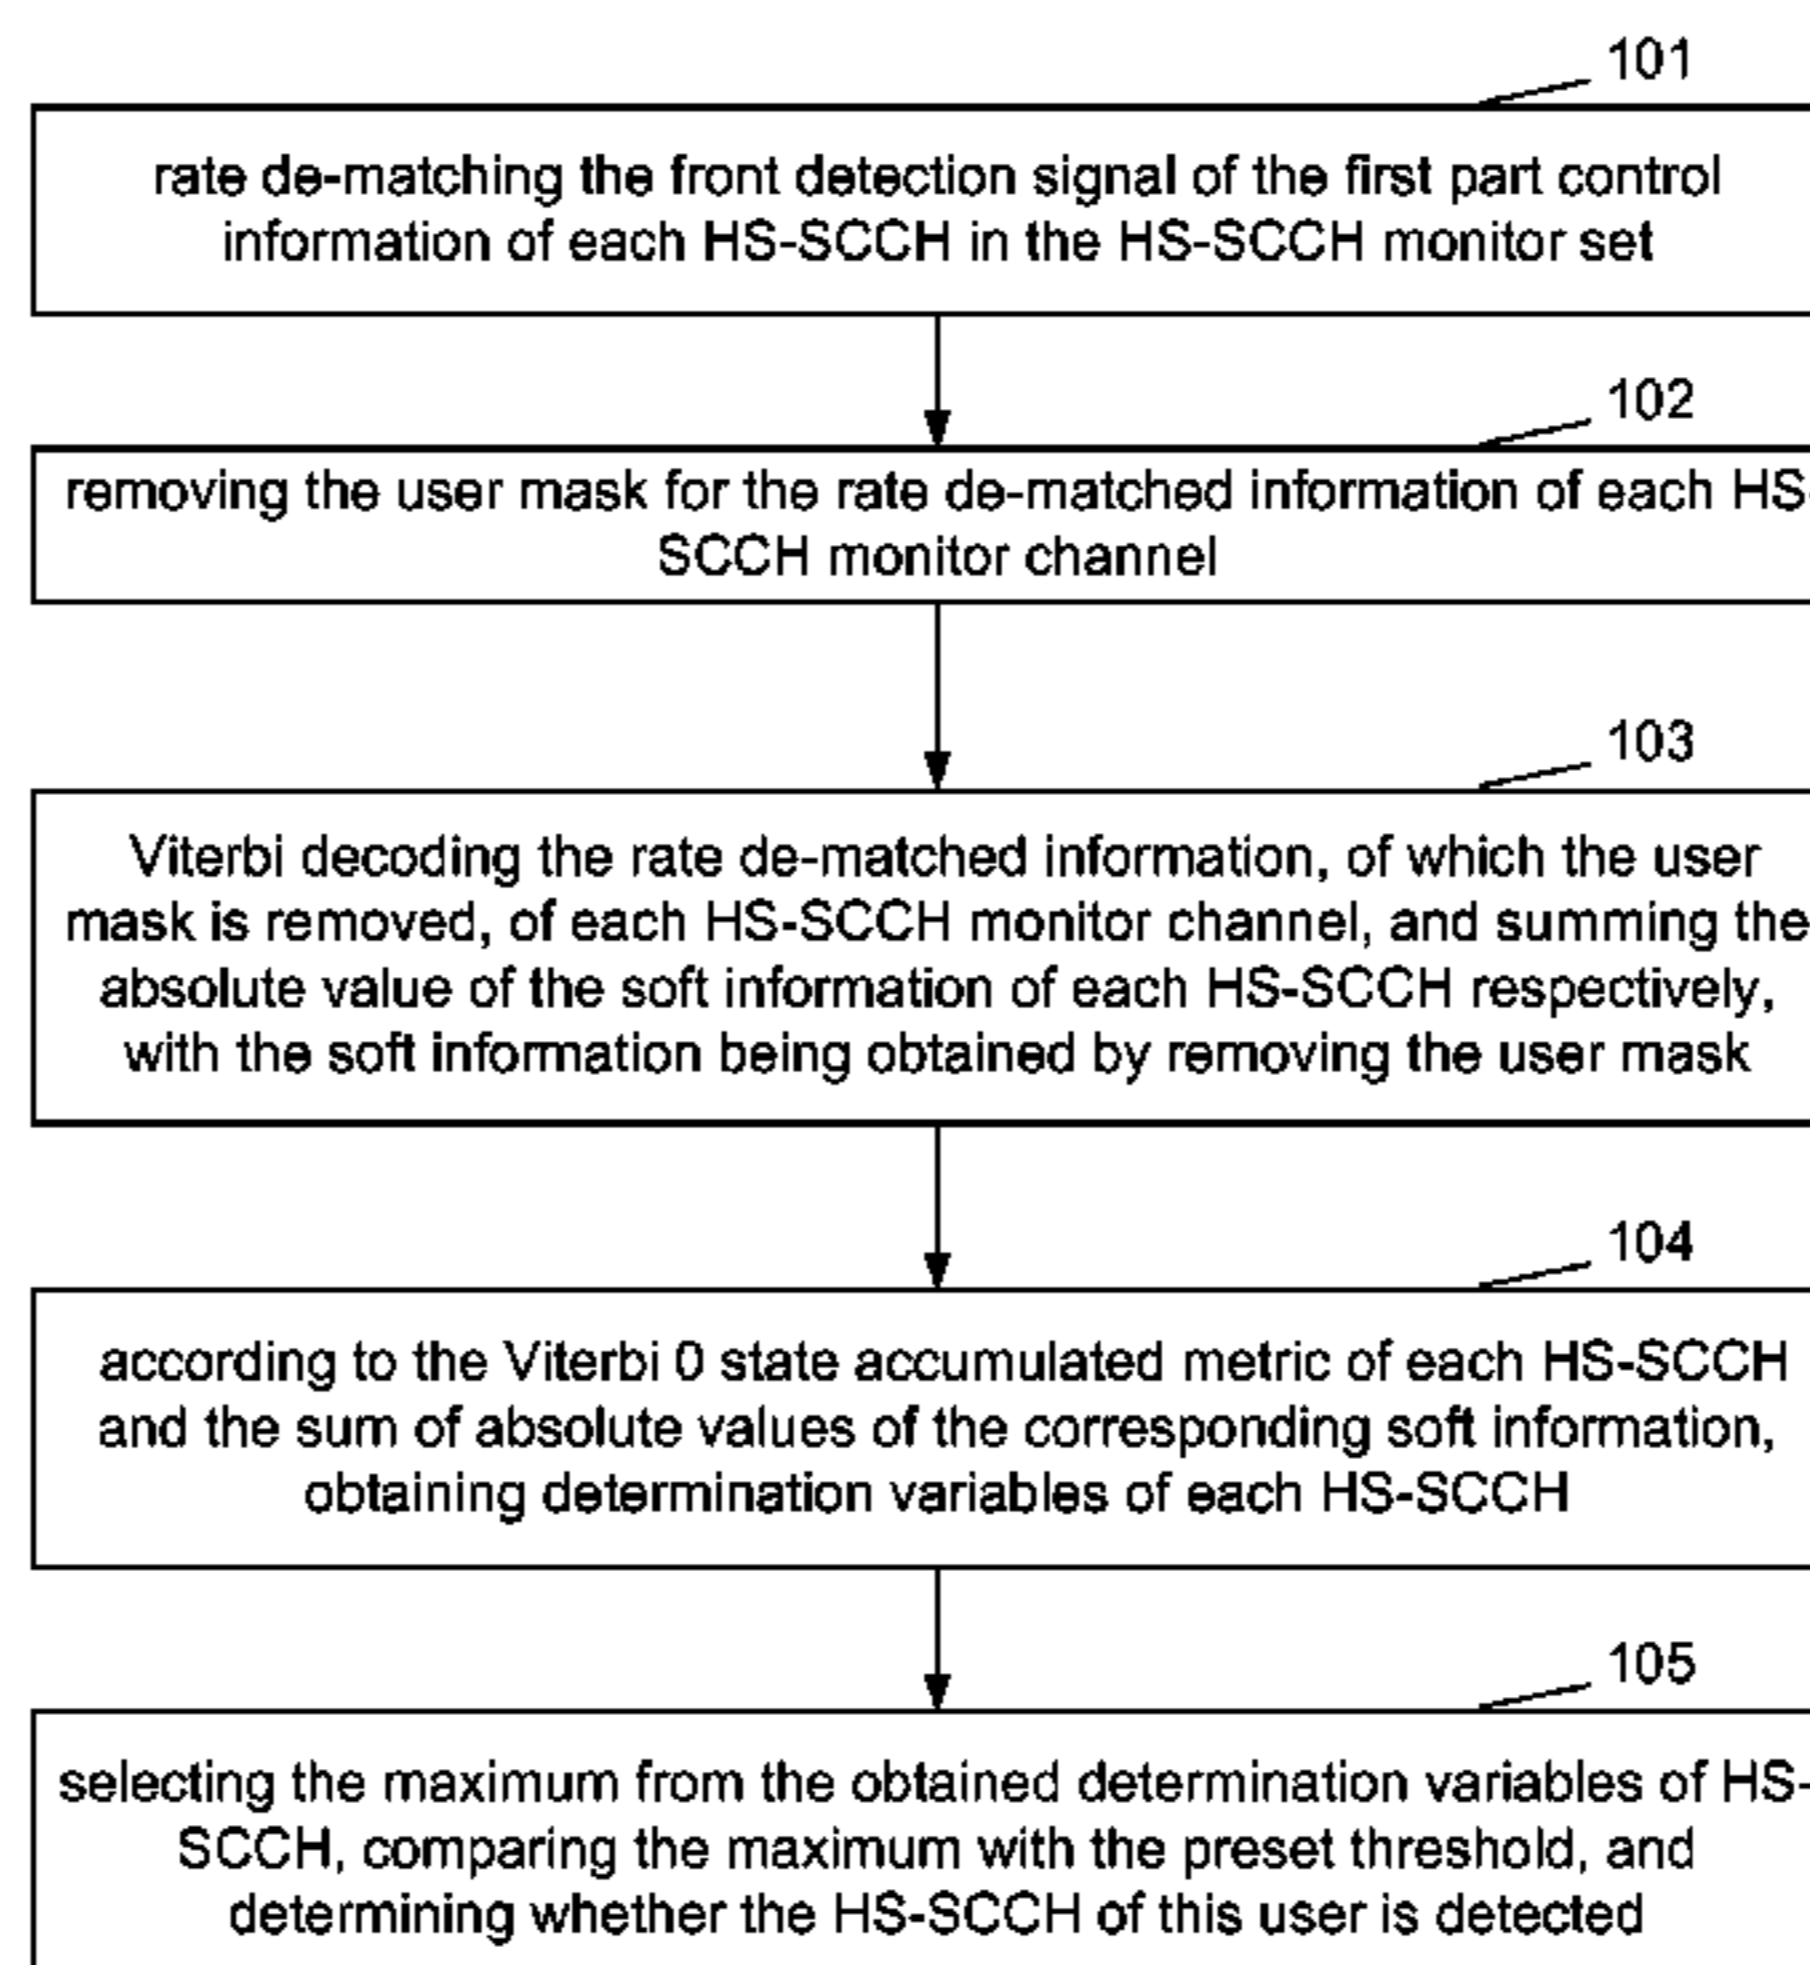 101
rate de-matching the front detection signal of the first part control
information of each HS-SCCH in the HS-SCCH monitor set
102
removing the user mask for the rate de-matched information of each HS-
SCCH monitor channel
103
Viterbi decoding the rate de-matched information, of which the user
mask is removed, of each HS-SCCH monitor channel, and summing the
absolute value of the soft information of each HS-SCCH respectively,
with the soft information being obtained by removing the user mask
104
according to the Viterbi 0 state accumulated metric of each HS-SCCH
and the sum of absolute values of the corresponding soft information,
obtaining determination variables of each HS-SCCH
105
selecting the maximum from the obtained determination variables of HS-
SCCH, comparing the maximum with the preset threshold, and
determining whether the HS-SCCH of this user is detected